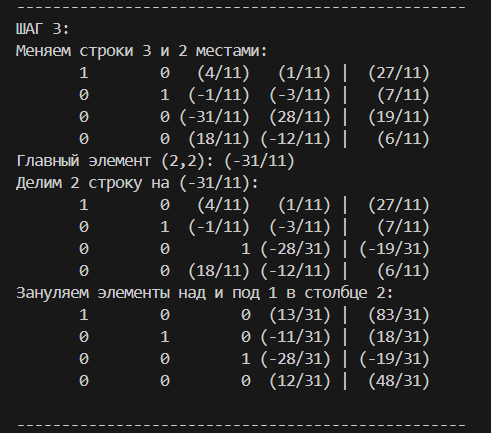 --------------------------------------------------
ШАГ 3:
Меняем строки 3 и 2 местами:
1 0 (4/11) (1/11) | (27/11)
0 1 (-1/11) (-3/11) | (7/11)
0 0 (-31/11) (28/11) | (19/11)
0 0 (18/11) (-12/11) | (6/11)
Главный элемент (2,2): (-31/11)
Делим 2 строку на (-31/11):
1 0 (4/11) (1/11) | (27/11)
0 1 (-1/11) (-3/11) | (7/11)
0 0 1 (-28/31) | (-19/31)
0 0 (18/11) (-12/11) | (6/11)
Зануляем элементы над и под 1 в столбце 2:
1 0 0 (13/31) | (83/31)
0 1 0 (-11/31) | (18/31)
0 0 1 (-28/31) | (-19/31)
0 0 0 (12/31) | (48/31)
--------------------------------------------------